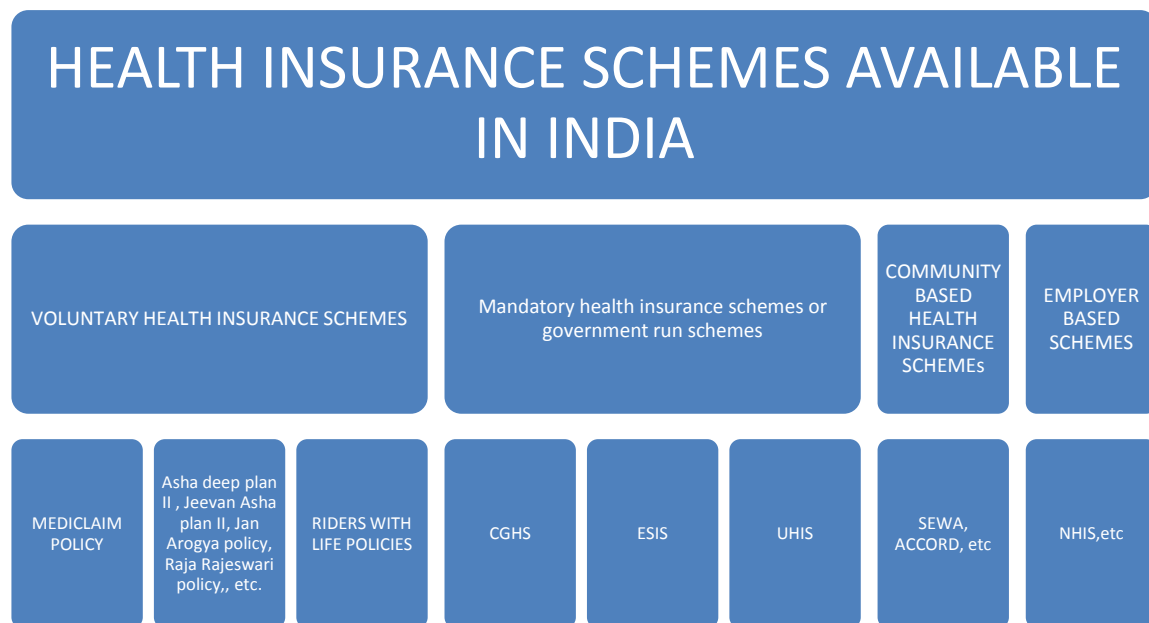 HEALTH INSURANCE SCHEMES AVAILABLE
IN INDIA
VOLUNTARY HEALTH INSURANCE SCHEMES
Mandatory health insurance schemes or
government run schemes
COMMUNITY
BASED
HEALTH
INSURANCE
SCHEMEs
EMPLOYER
BASED
SCHEMES
MEDICLAIM
POLICY
Asha deep plan
II , Jeevan Asha
plan II, Jan
Arogya policy,
Raja Rajeswari
policy,, etc.
RIDERS WITH
LIFE POLICIES
CGHS
ESIS
UHIS
SEWA,
ACCORD, etc
NHIS,etc